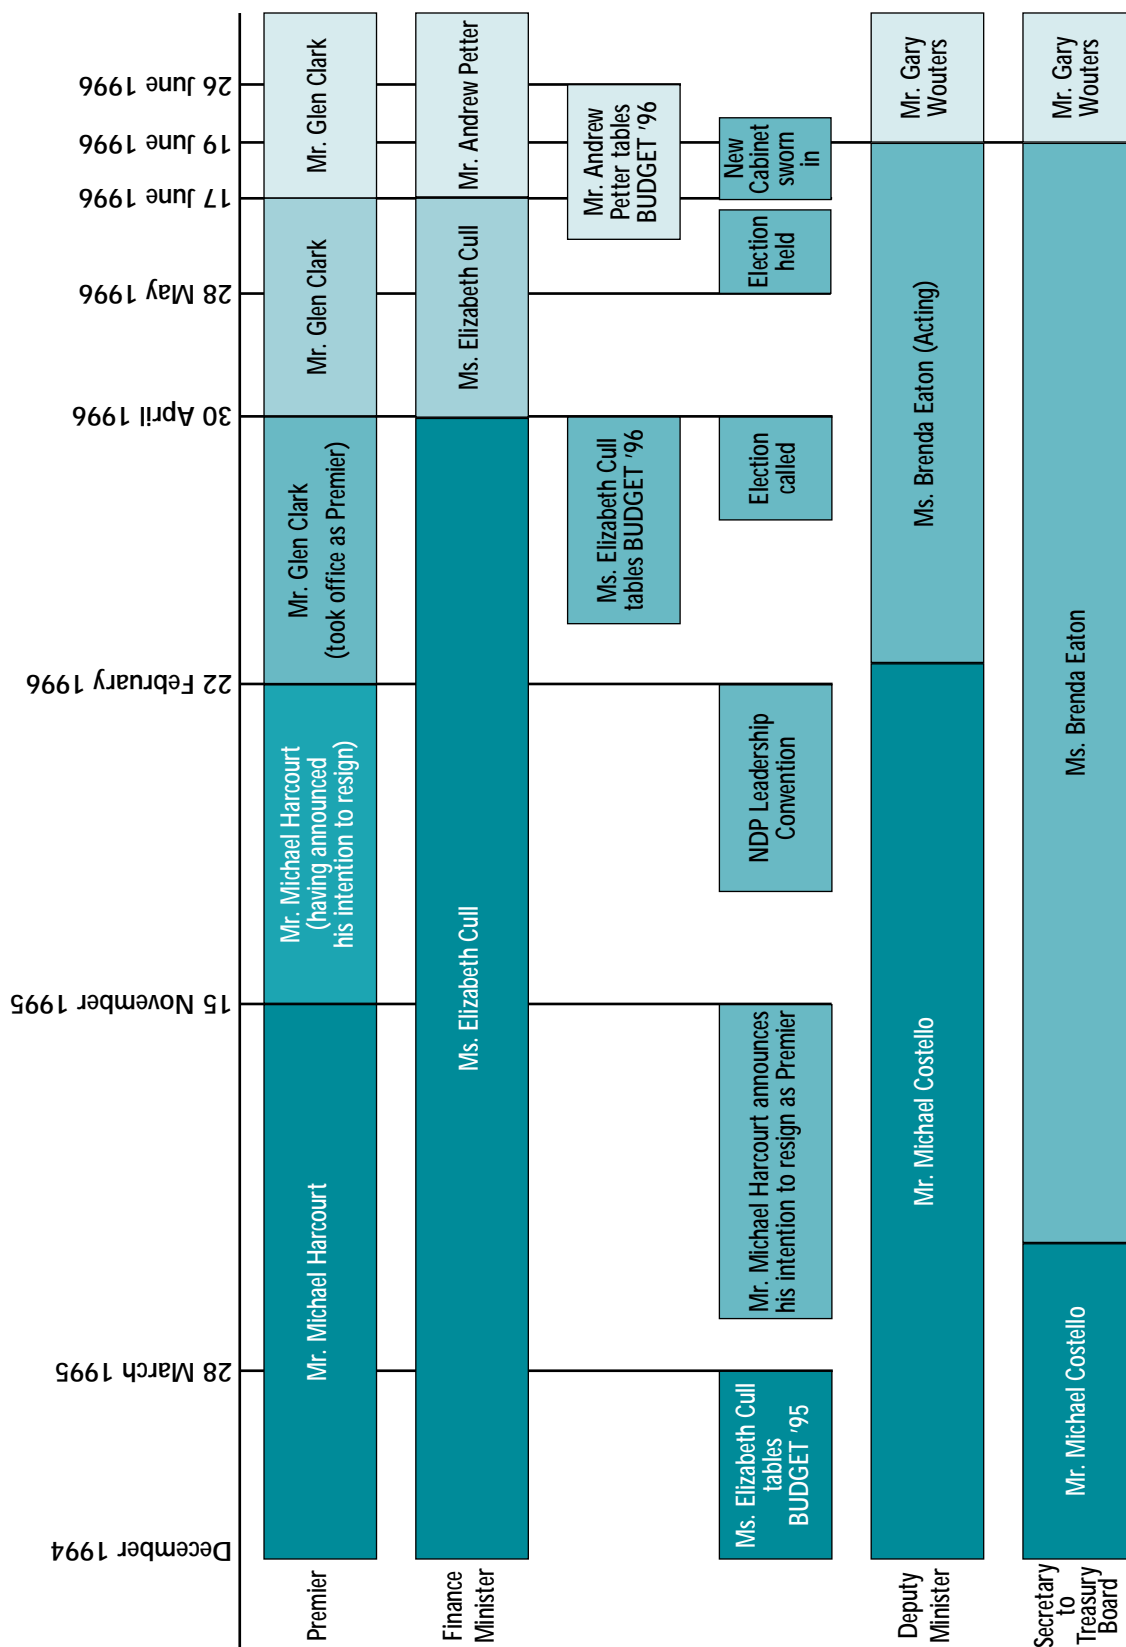 December 1994
28 March 1995
15 November 1995
22 February 1996
30 April 1996
28 May 1996
17 June 1996
19 June 1996
26 June 1996
Premier
Mr. Michael Harcourt
Mr. Michael Harcourt
(having announced
his intention to resign)
Mr. Glen Clark
(took office as Premier)
Mr. Glen Clark
Mr. Glen Clark
Finance
Minister
Ms. Elizabeth Cull
Ms. Elizabeth Cull
Mr. Andrew Petter
Ms. Elizabeth Cull
tables BUDGET '96
Mr. Andrew
Petter tables
BUDGET '96
Ms. Elizabeth Cull
tables
BUDGET '95
Mr. Michael Harcourt announces
his intention to resign as Premier
NDP Leadership
Convention
Election
called
Election
held
New
Cabinet
sworn
in
Deputy
Minister
Mr. Michael Costello
Ms. Brenda Eaton (Acting)
Mr. Gary
Wouters
Secretary
to
Treasury
Board
Mr. Michael Costello
Ms. Brenda Eaton
Mr. Gary
Wouters